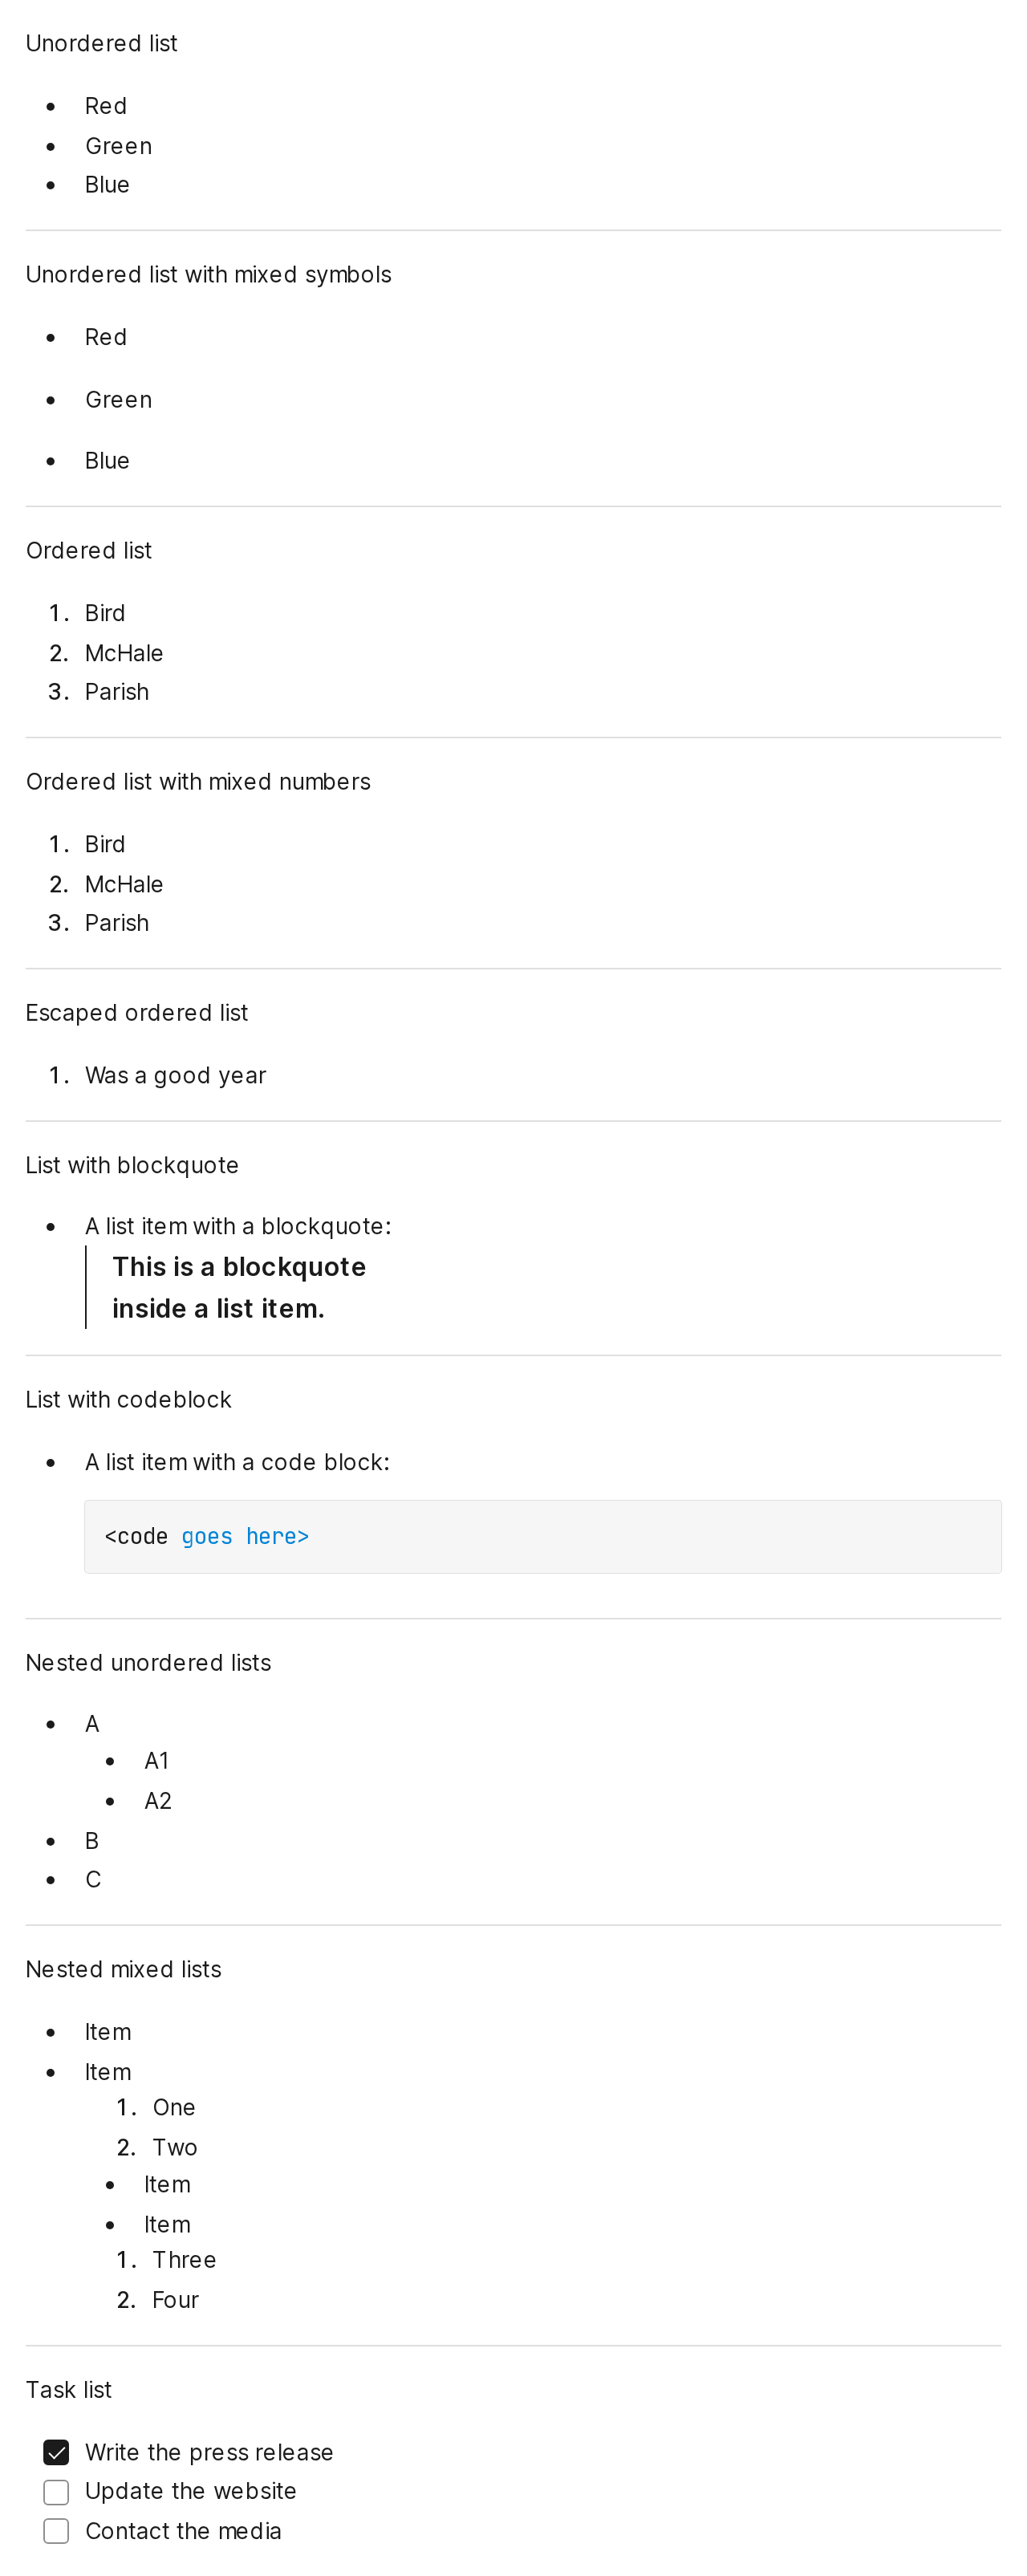 Unordered list
• Red
• Green
• Blue
Unordered list with mixed symbols
• Red
• Green
• Blue
Ordered list
1. Bird
2. McHale
3. Parish
Ordered list with mixed numbers
1. Bird
2. McHale
3. Parish
Escaped ordered list
1. Was a good year
List with blockquote
• A list item with a blockquote:
This is a blockquote
inside a list item.
List with codeblock
• A list item with a code block:
<code goes here>
Nested unordered lists
• A
• A1
• A2
• B
• C
Nested mixed lists
• Item
• Item
1. One
2. Two
• Item
• Item
1. Three
2. Four
Task list
Write the press release
Update the website
Contact the media